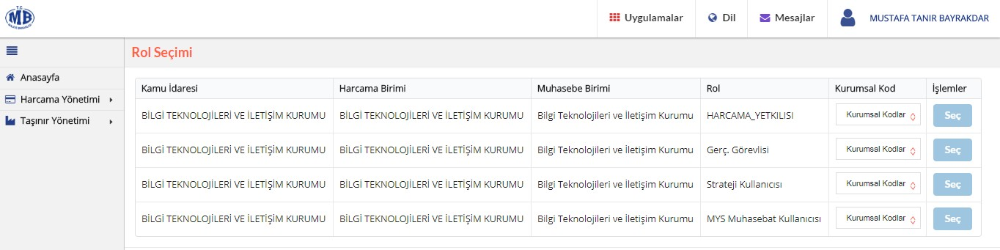 T.C.
MB
Uygulamalar
Dil
Mesajlar
MUSTAFA TANIR BAYRAKDAR
Rol Seçimi
Anasayfa
Harcama Yönetimi
Taşınır Yönetimi
Kamu İdaresi Harcama Birimi Muhasebe Birimi Rol Kurumsal Kod İşlemler
BİLGİ TEKNOLOJİLERİ VE İLETİŞİM KURUMU BİLGİ TEKNOLOJİLERİ VE İLETİŞİM KURUMU Bilgi Teknolojileri ve İletişim Kurumu HARCAMA_YETKILISI Kurumsal Kodlar Seç
BİLGİ TEKNOLOJİLERİ VE İLETİŞİM KURUMU BİLGİ TEKNOLOJİLERİ VE İLETİŞİM KURUMU Bilgi Teknolojileri ve İletişim Kurumu Gerç. Görevlisi Kurumsal Kodlar Seç
BİLGİ TEKNOLOJİLERİ VE İLETİŞİM KURUMU BİLGİ TEKNOLOJİLERİ VE İLETİŞİM KURUMU Bilgi Teknolojileri ve İletişim Kurumu Strateji Kullanıcısı Kurumsal Kodlar Seç
BİLGİ TEKNOLOJİLERİ VE İLETİŞİM KURUMU BİLGİ TEKNOLOJİLERİ VE İLETİŞİM KURUMU Bilgi Teknolojileri ve İletişim Kurumu MYS Muhasebat Kullanıcısı Kurumsal Kodlar Seç